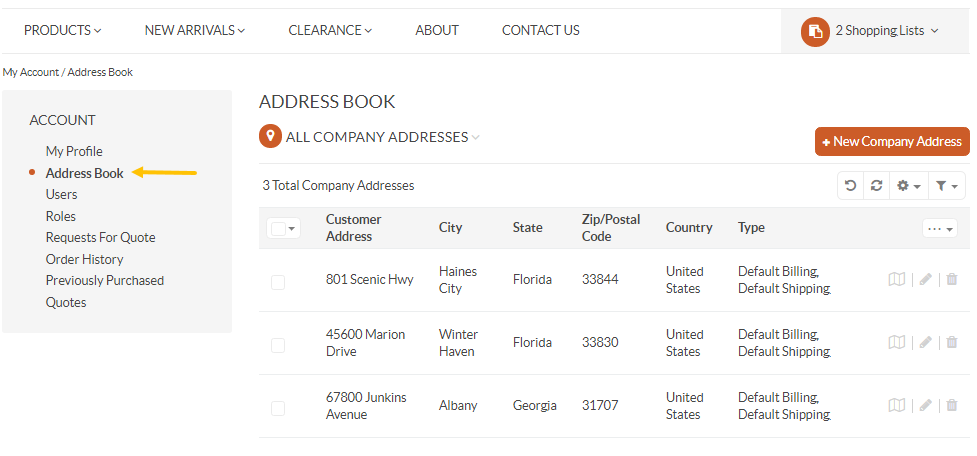 PRODUCTS NEW ARRIVALS CLEARANCE ABOUT CONTACT US 2 Shopping Lists
My Account / Address Book
ACCOUNT
My Profile
Address Book
Users
Roles
Requests For Quote
Order History
Previously Purchased
Quotes
ADDRESS BOOK
ALL COMPANY ADDRESSES
+ New Company Address
3 Total Company Addresses
Customer Address City State Zip/Postal Code Country Type
801 Scenic Hwy Haines City Florida 33844 United States Default Billing, Default Shipping
45600 Marion Drive Winter Haven Florida 33830 United States Default Billing, Default Shipping
67800 Junkins Avenue Albany Georgia 31707 United States Default Billing, Default Shipping